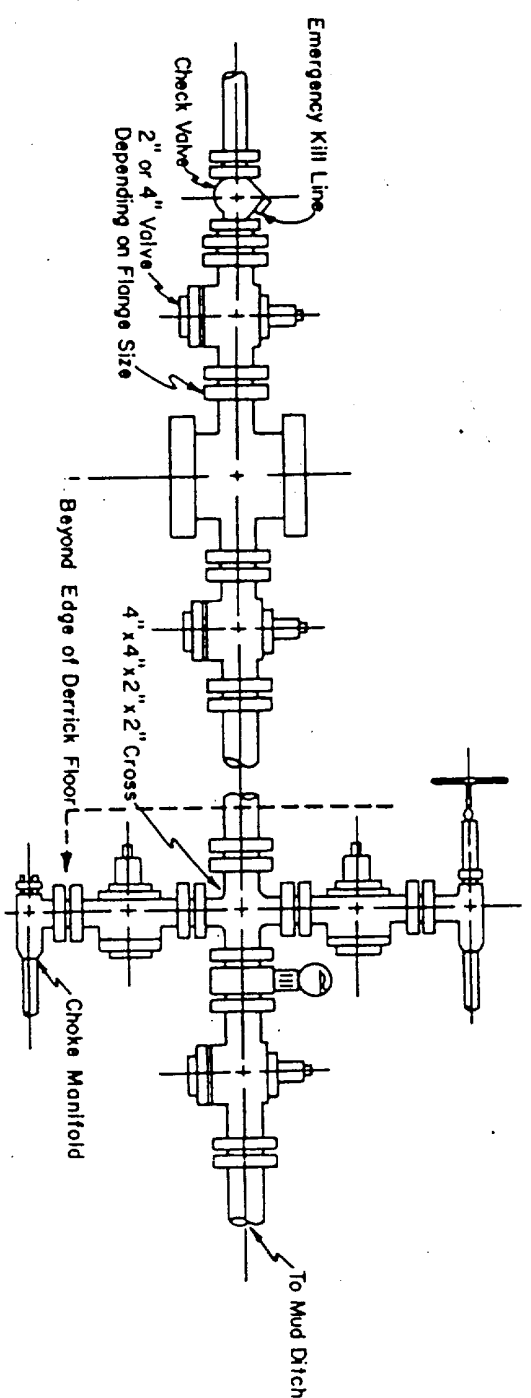 Emergency Kill Line
Check Valve
2" or 4" Valve
Depending on Flange Size
Beyond Edge of Derrick Floor
4"x4"x2"x2" Cross
Choke Manifold
To Mud Ditch